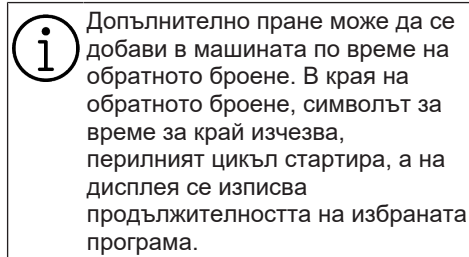 Допълнително пране може да се
добави в машината по време на
обратното броене. В края на
обратното броене, символът за
време за край изчезва,
перилният цикъл стартира, а на
дисплея се изписва
продължителността на избраната
програма.